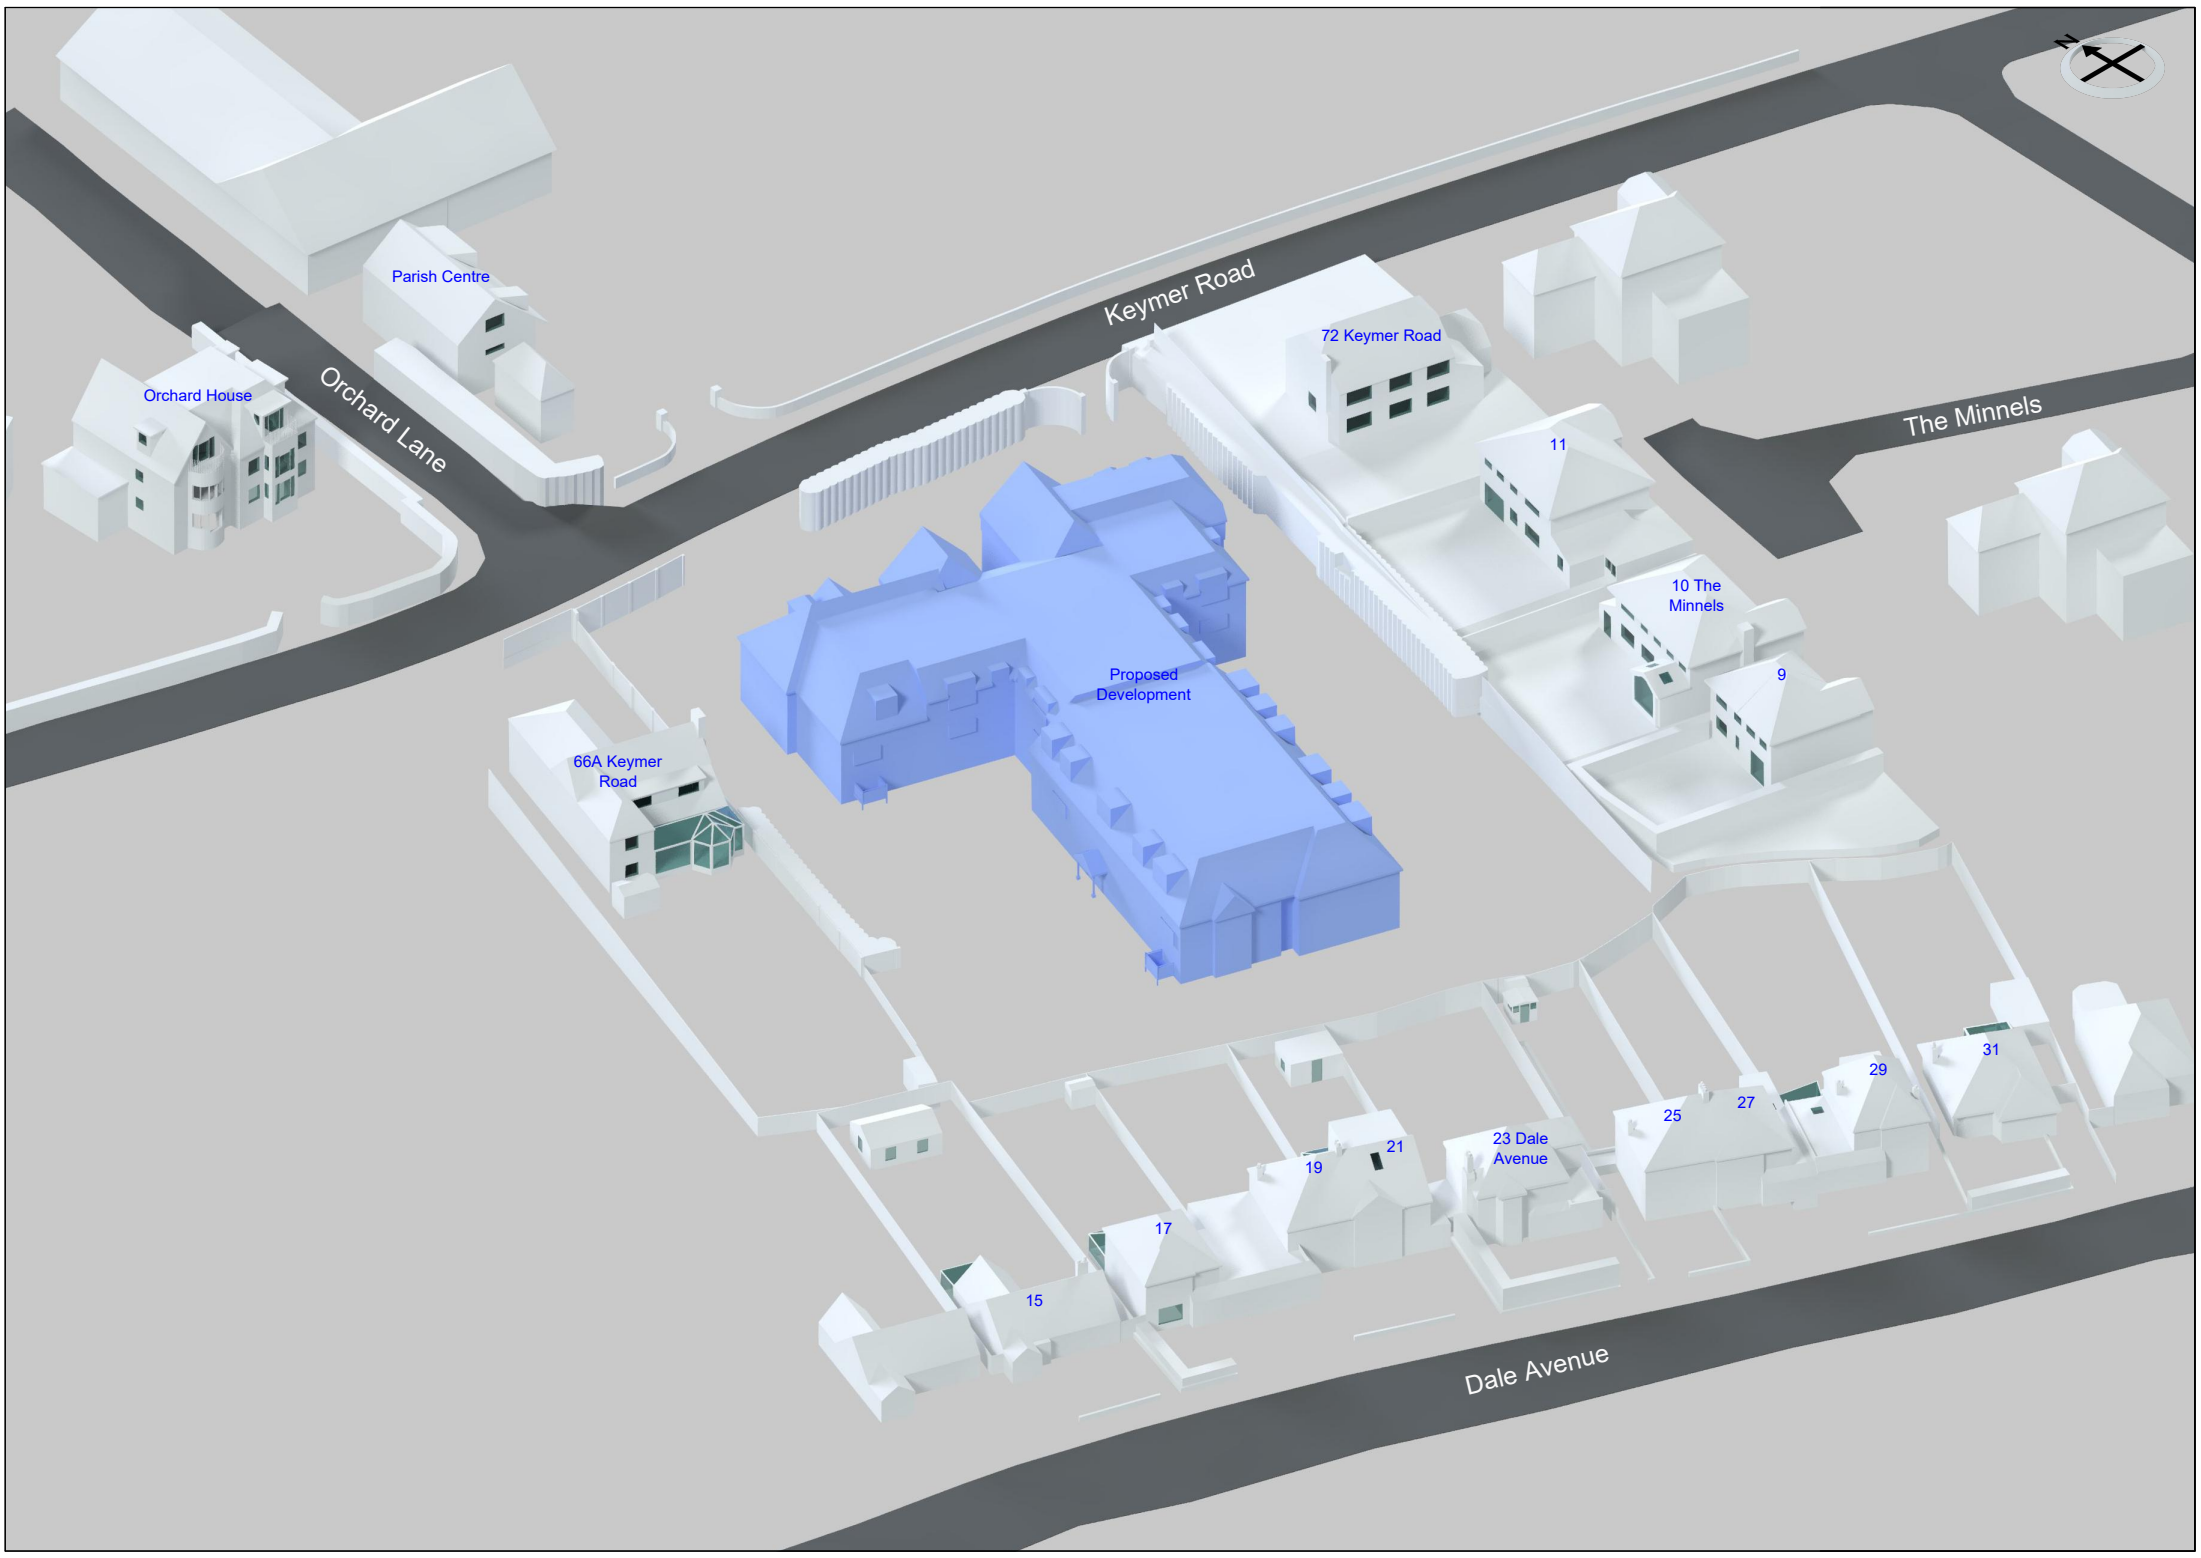 N
Parish Centre
Keymer Road
72 Keymer Road
Orchard House
Orchard Lane
The Minnels
11
10 The
Minnels
Proposed
Development
9
66A Keymer
Road
31
29
27
25
23 Dale
Avenue
21
19
17
15
Dale Avenue